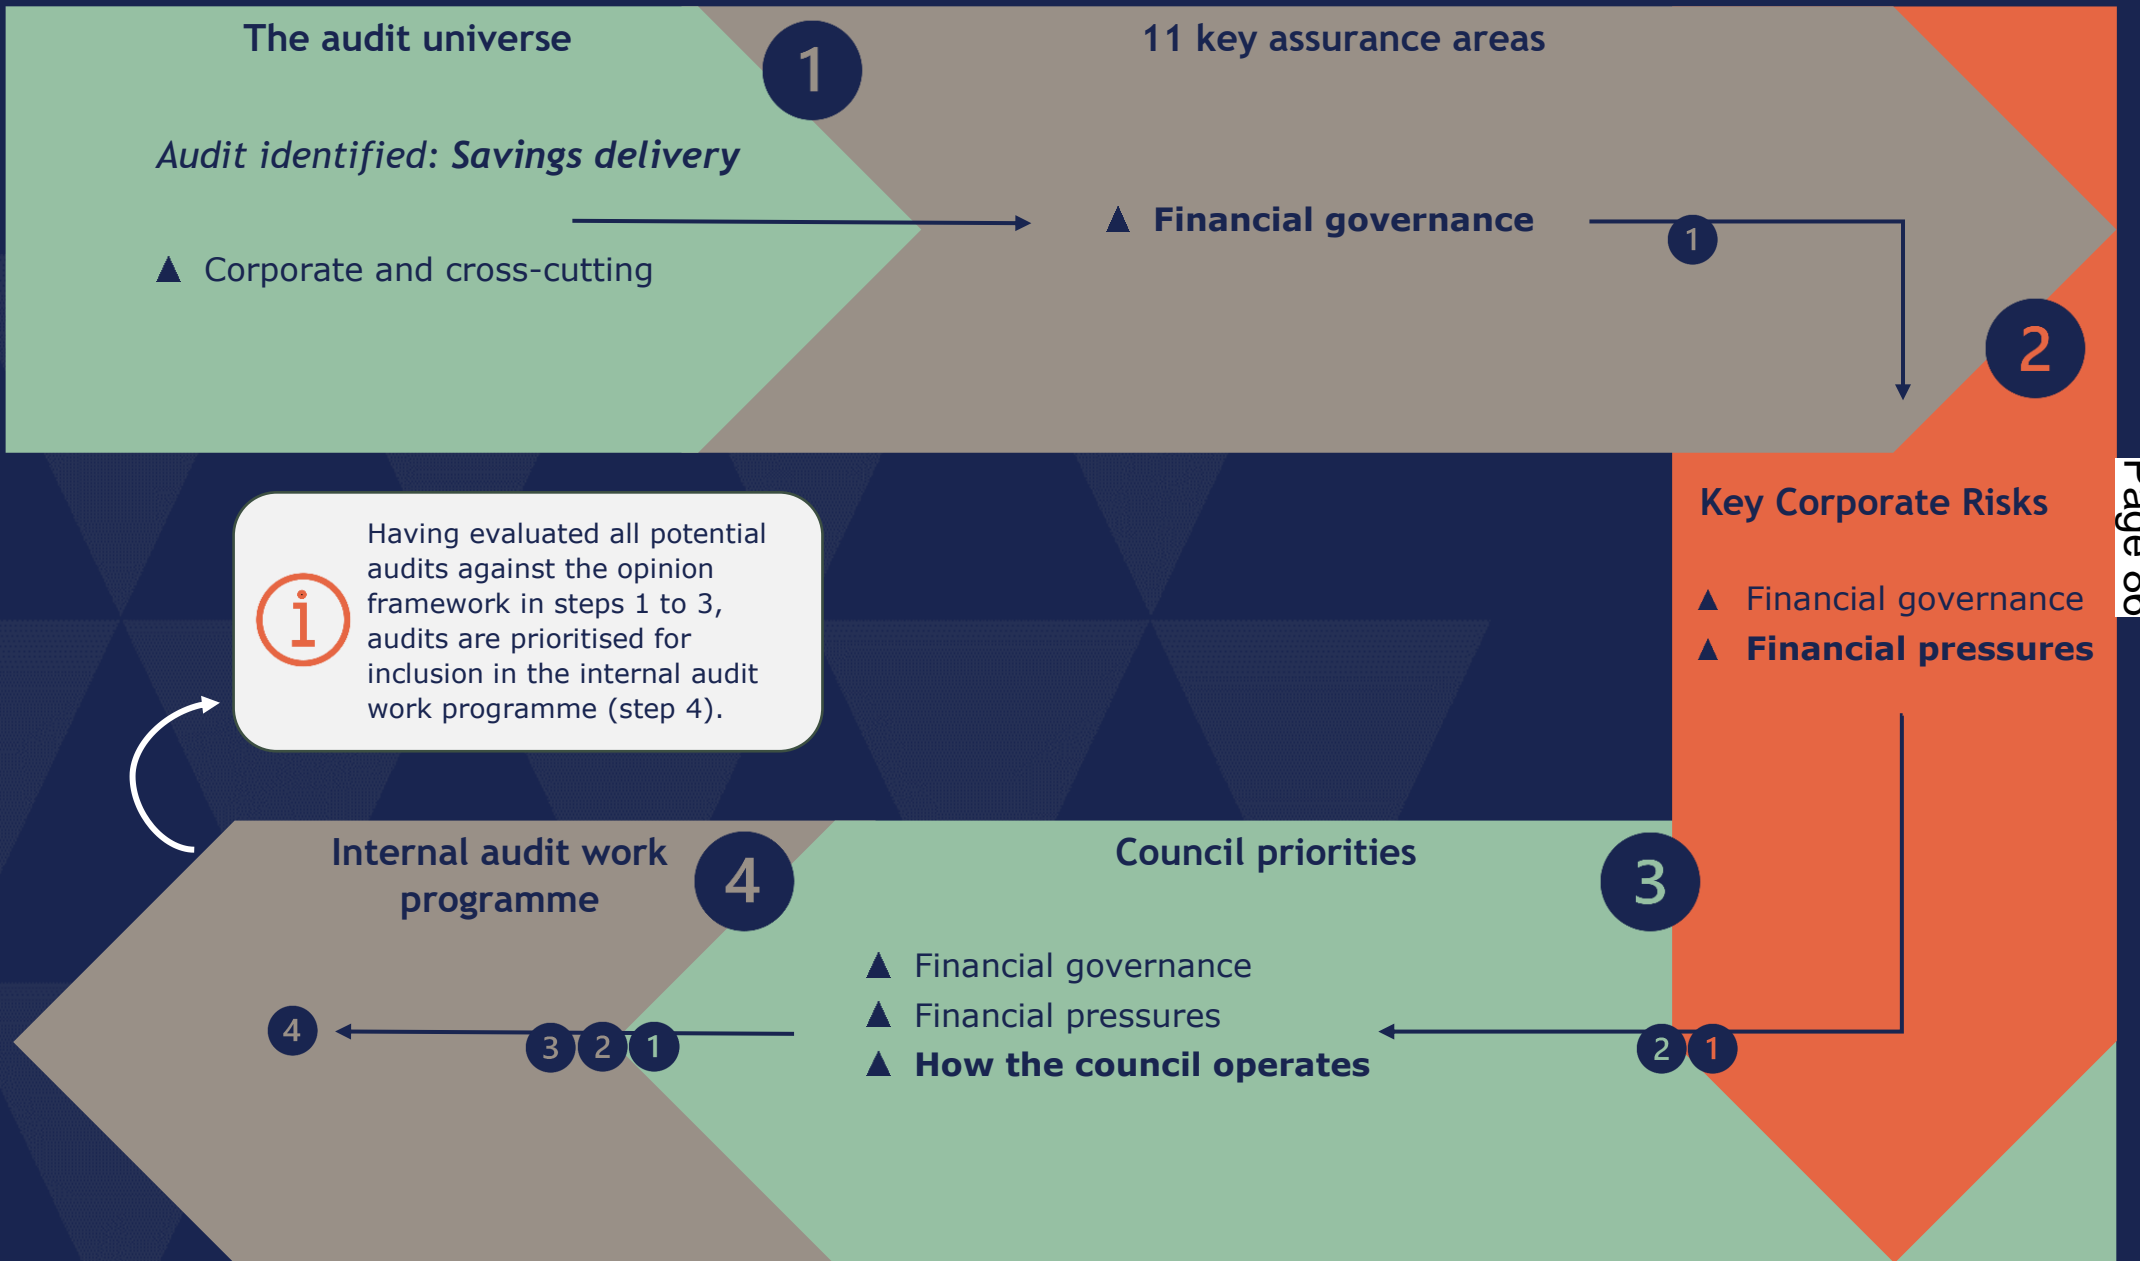 The audit universe
1
11 key assurance areas
Audit identified: Savings delivery
▲ Corporate and cross-cutting
▲ Financial governance
1
2
Key Corporate Risks
▲ Financial governance
▲ Financial pressures
Page
Having evaluated all potential
audits against the opinion
framework in steps 1 to 3,
audits are prioritised for
inclusion in the internal audit
work programme (step 4).
i
3
Council priorities
▲ Financial governance
▲ Financial pressures
▲ How the council operates
2 1
4
Internal audit work
programme
4
3 2 1